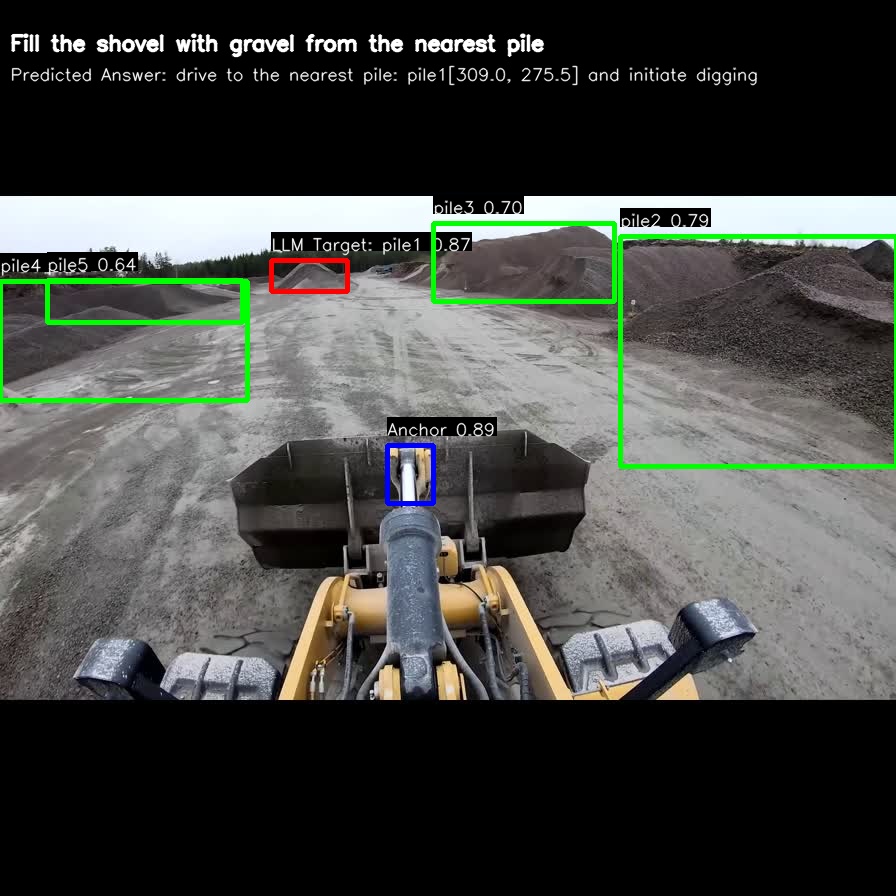 Fill the shovel with gravel from the nearest pile
Predicted Answer: drive to the nearest pile: pile1[309.0, 275.5] and initiate digging
pile3 0.70
pile2 0.79
LLM Target: pile1 0.87
pile4 pile5 0.64
Anchor 0.89